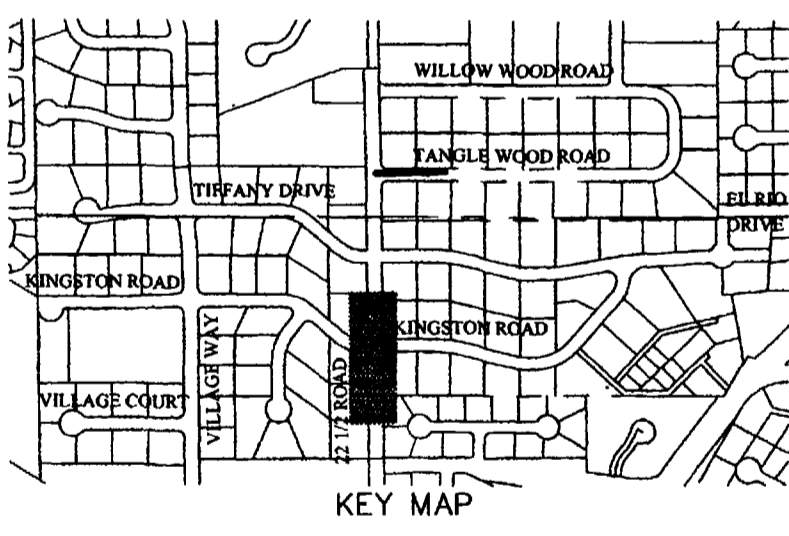 WILLOW WOOD ROAD
TANGLE WOOD ROAD
TIFFANY DRIVE
EL RIO
DRIVE
KINGSTON ROAD
KINGSTON ROAD
VILLAGE WAY
22 1/2 ROAD
VILLAGE COURT
KEY MAP